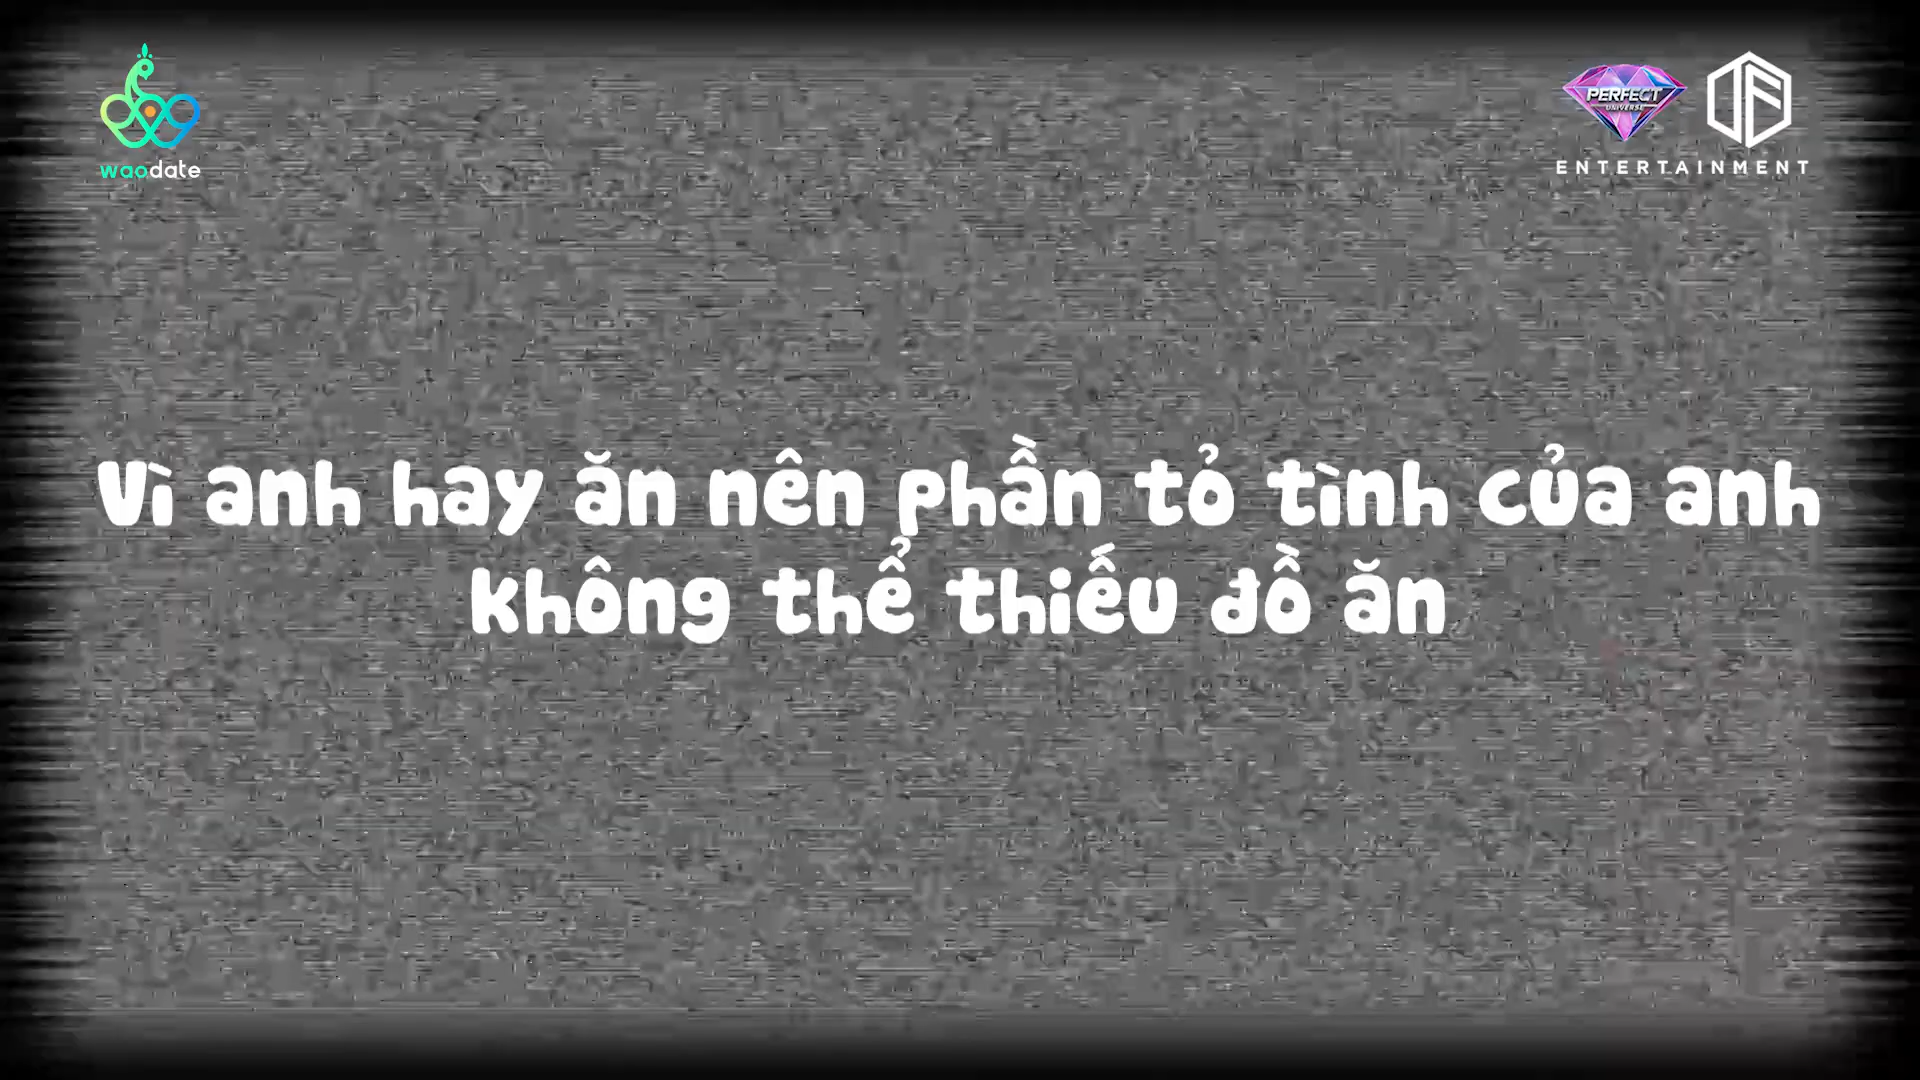 waodate
PERFECT
UNIVERSE
ENTERTAINMENT
Vì anh hay ăn nên phần tỏ tình của anh
không thể thiếu đồ ăn